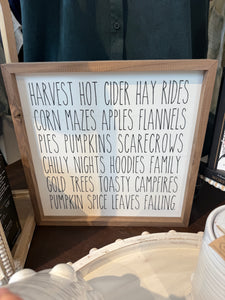 HARVEST HOT CIDER HAY RIDES
CORN MAZES APPLES FLANNELS
PIES PUMPKINS SCARECROWS
CHILLY NIGHTS HOODIES FAMILY
GOLD TREES TOASTY CAMPFIRES
PUMPKIN SPICE LEAVES FALLING